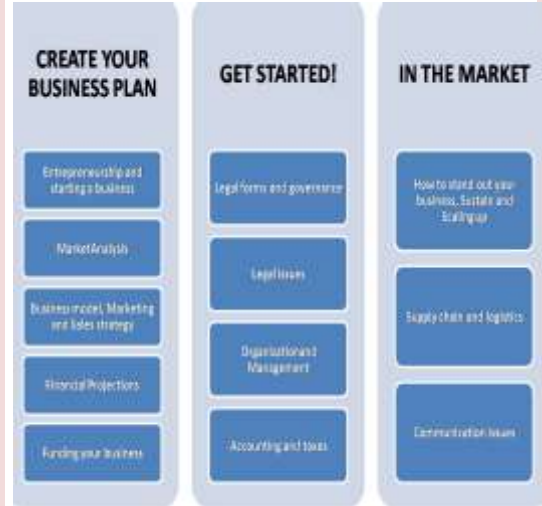 CREATE YOUR
BUSINESS PLAN
Entrepreneurship and
starting a business
Market Analysis
Business model, Marketing
and Sales strategy
Financial Projections
Funding your business
GET STARTED!
Legal forms and governance
Legal issues
Organisation and
Management
Accounting and taxes
IN THE MARKET
How to stand out your
business, Sustain and
Scaling up
Supply chain and logistics
Communication issues